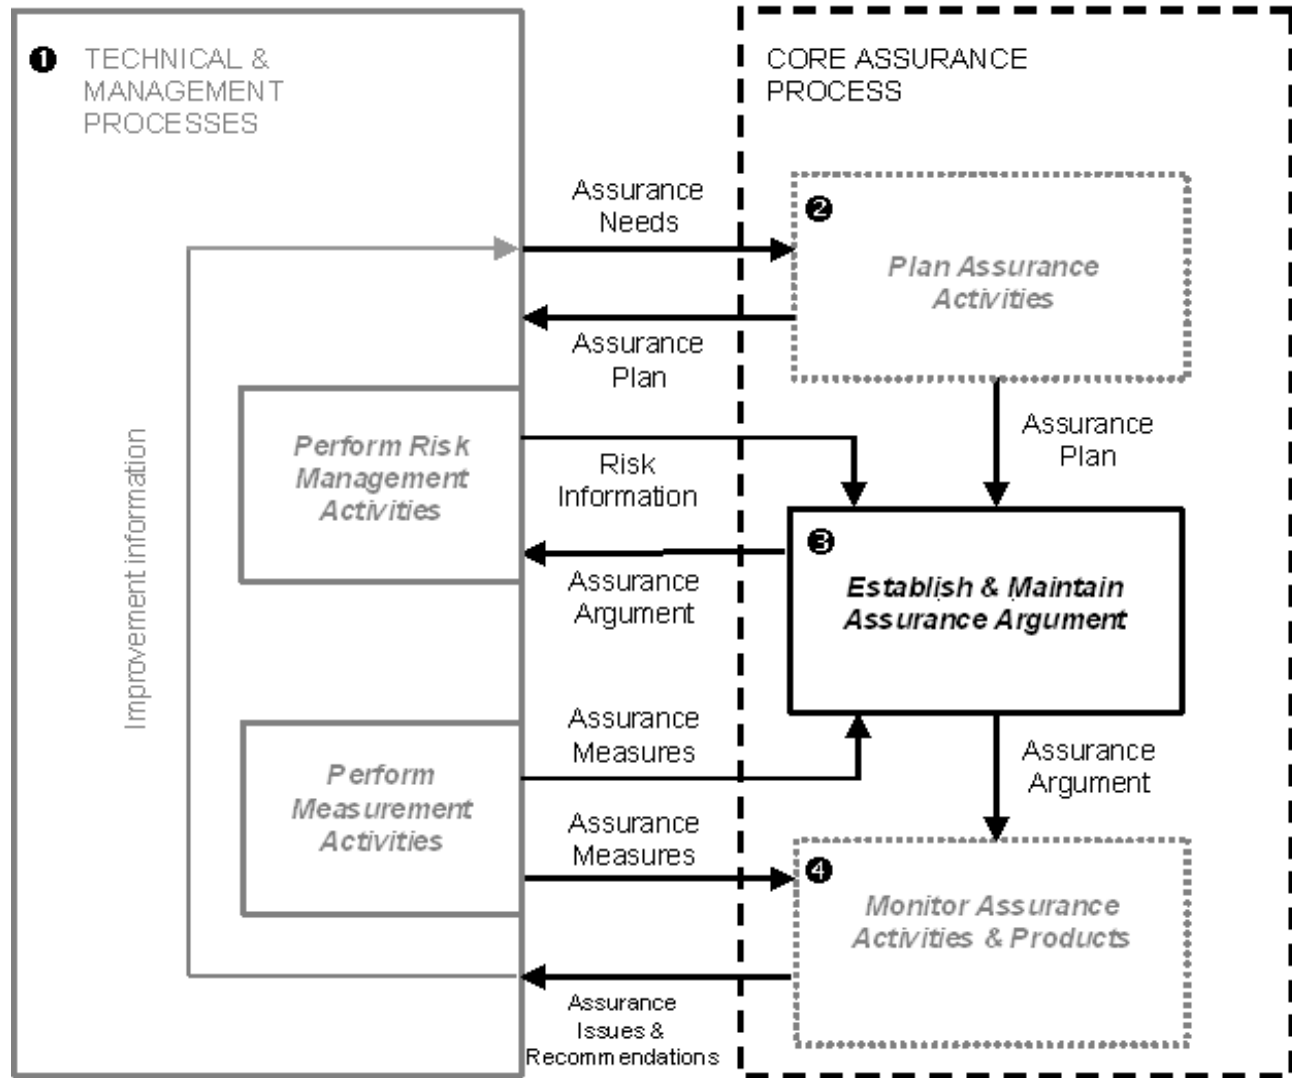 ❶ TECHNICAL &
MANAGEMENT
PROCESSES
CORE ASSURANCE
PROCESS
Assurance
Needs
❷
Plan Assurance
Activities
Assurance
Plan
Assurance
Plan
Perform Risk
Management
Activities
Risk
Information
Improvement information
❸
Establish & Maintain
Assurance Argument
Assurance
Argument
Assurance
Measures
Assurance
Argument
Perform
Measurement
Activities
Assurance
Measures
❹
Monitor Assurance
Activities & Products
Assurance
Issues &
Recommendations